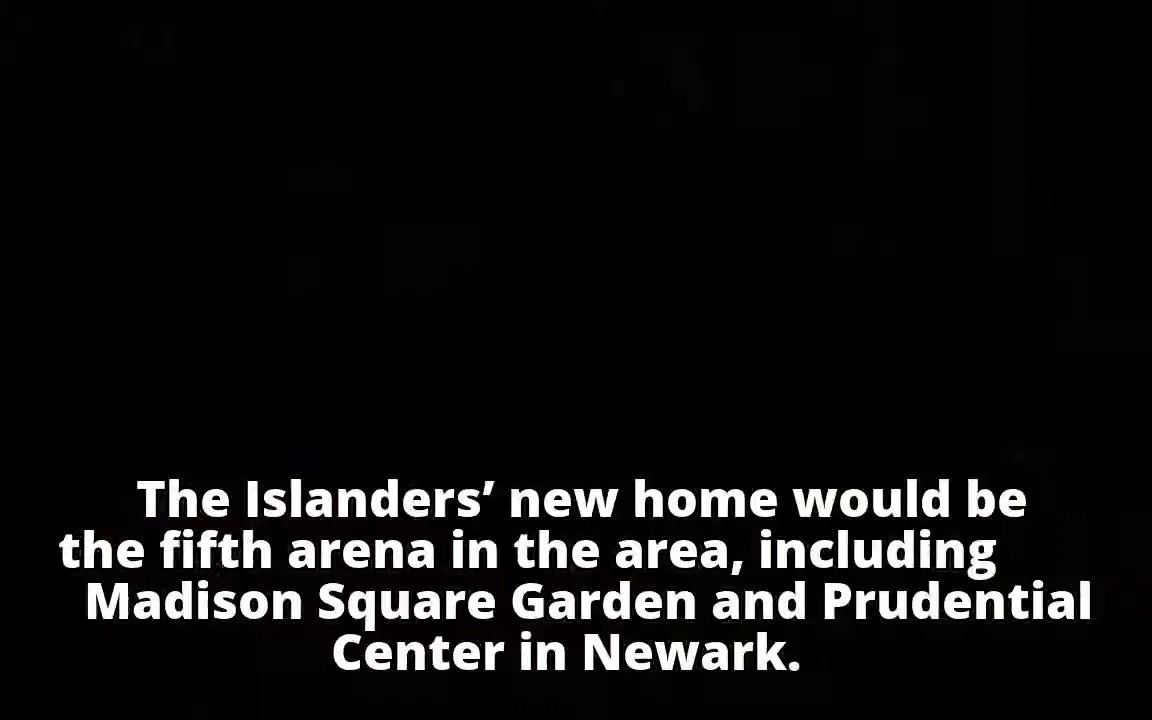 The Islanders’ new home would be
the fifth arena in the area, including
Madison Square Garden and Prudential
Center in Newark.